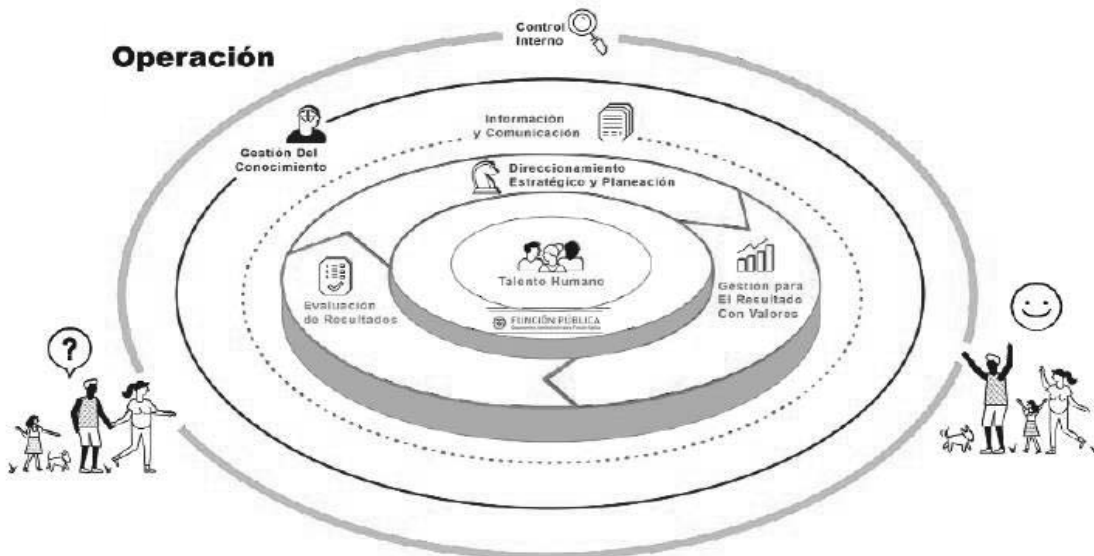 Control
Interno
Operación
Información
y Comunicación
Gestión Del
Conocimiento
Direccionamiento
Estratégico y Planeación
Talento Humano
Gestión para
El Resultado
Con Valores
Evaluación
de Resultados
FUNCIÓN PÚBLICA
?